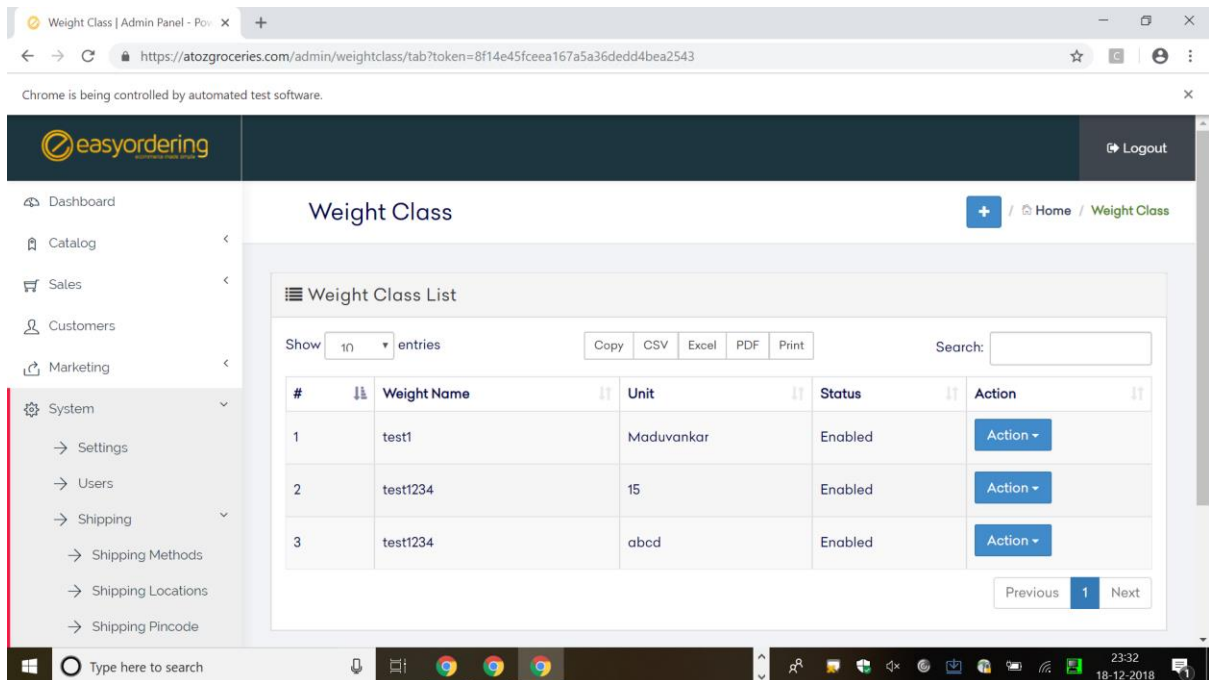 Weight Class | Admin Panel - Pow
https://atozgroceries.com/admin/weightclass/tab?token=8f14e45fceea167a5a36dedd4bea2543
Chrome is being controlled by automated test software.
easyordering
ecommerce made simple
Logout
Dashboard
Catalog
Sales
Customers
Marketing
System
Settings
Users
Shipping
Shipping Methods
Shipping Locations
Shipping Pincode
Weight Class
+ / Home / Weight Class
Weight Class List
Show 10 entries
Copy CSV Excel PDF Print
Search:
# Weight Name Unit Status Action
1 test1 Maduvankar Enabled Action
2 test1234 15 Enabled Action
3 test1234 abcd Enabled Action
Previous 1 Next
Type here to search
23:32
18-12-2018